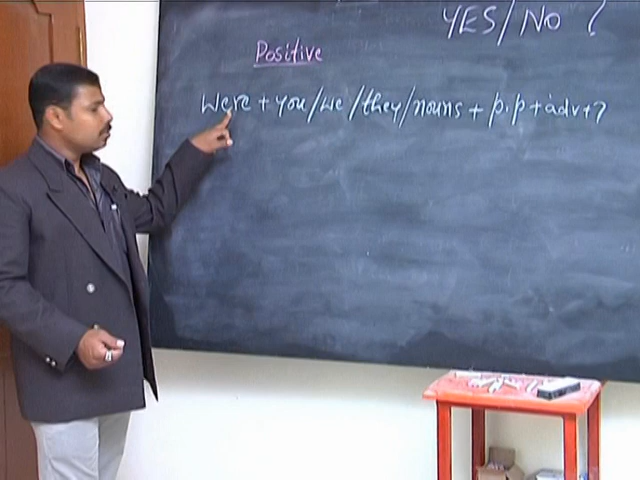 YES/NO ?
Positive
Were + you/we/they/nouns + p.p + adv + ?